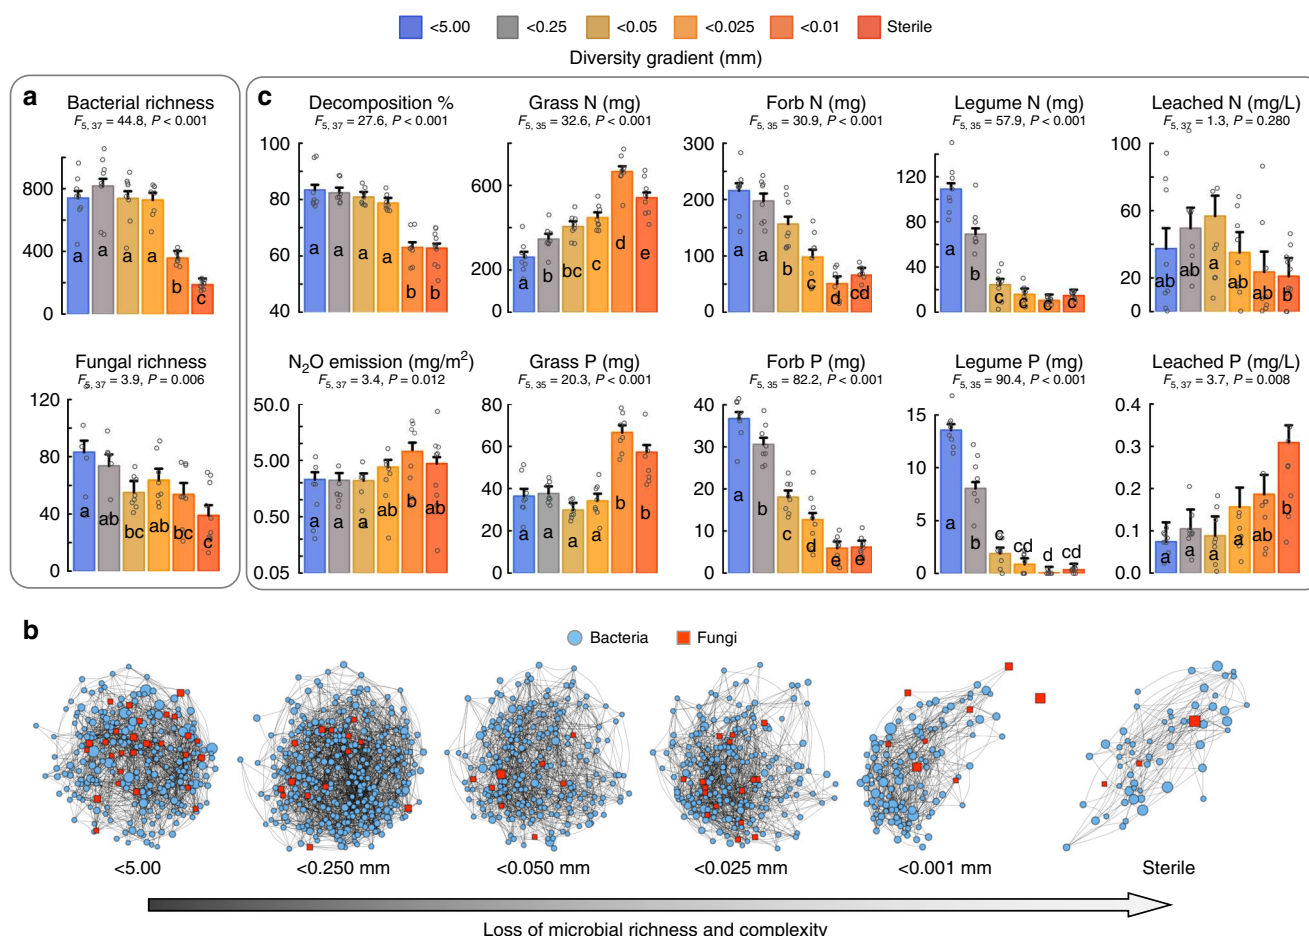 <5.00 <0.25 <0.05 <0.025 <0.01 Sterile
Diversity gradient (mm)
a
Bacterial richness
F5, 37 = 44.8, P < 0.001
800
400
0
a a a a b c
Fungal richness
F5, 37 = 3.9, P = 0.006
120
80
40
0
a ab bc ab bc c
c
Decomposition %
F5, 37 = 27.6, P < 0.001
100
80
60
40
a a a a b b
Grass N (mg)
F5, 35 = 32.6, P < 0.001
600
400
200
0
a b bc c d e
Forb N (mg)
F5, 35 = 30.9, P < 0.001
300
200
100
0
a a b c d cd
Legume N (mg)
F5, 35 = 57.9, P < 0.001
120
80
40
0
a b c c c c
Leached N (mg/L)
F5, 37 = 1.3, P = 0.280
100
60
20
0
ab ab a ab ab b
N2O emission (mg/m2)
F5, 37 = 3.4, P = 0.012
50.0
5.00
0.50
0.05
a a a ab b ab
Grass P (mg)
F5, 35 = 20.3, P < 0.001
80
60
40
20
0
a a a a b b
Forb P (mg)
F5, 35 = 82.2, P < 0.001
40
30
20
10
0
a b c d e e
Legume P (mg)
F5, 35 = 90.4, P < 0.001
15
10
5
0
a b c cd d cd
Leached P (mg/L)
F5, 37 = 3.7, P = 0.008
0.4
0.3
0.2
0.1
0.0
a a a a ab b
b
Bacteria Fungi
<5.00 <0.250 mm <0.050 mm <0.025 mm <0.001 mm Sterile
Loss of microbial richness and complexity